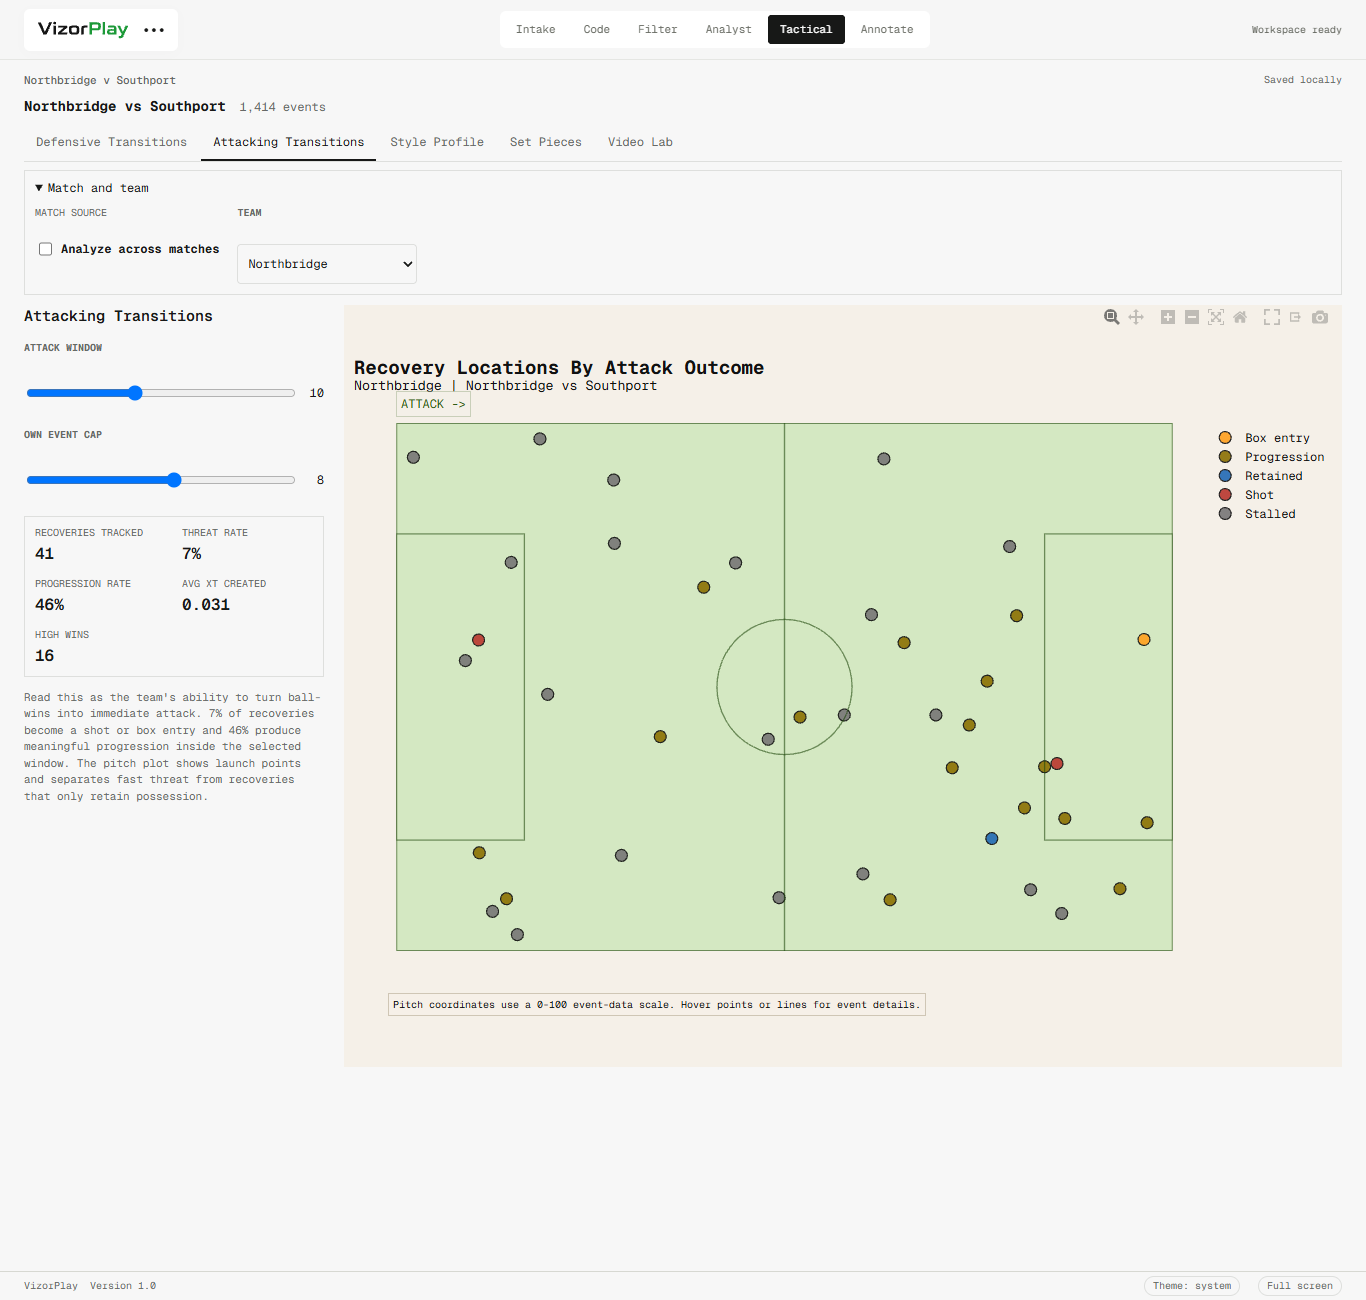 VizorPlay •••
Intake Code Filter Analyst Tactical Annotate
Workspace ready
Northbridge v Southport
Saved locally
Northbridge vs Southport 1,414 events
Defensive Transitions Attacking Transitions Style Profile Set Pieces Video Lab
▼ Match and team
MATCH SOURCE TEAM
Analyze across matches
Northbridge
Attacking Transitions
ATTACK WINDOW
10
OWN EVENT CAP
8
RECOVERIES TRACKED THREAT RATE
41 7%
PROGRESSION RATE AVG XT CREATED
46% 0.031
HIGH WINS
16
Read this as the team's ability to turn ball-
wins into immediate attack. 7% of recoveries
become a shot or box entry and 46% produce
meaningful progression inside the selected
window. The pitch plot shows launch points
and separates fast threat from recoveries
that only retain possession.
Recovery Locations By Attack Outcome
Northbridge | Northbridge vs Southport
ATTACK ->
Box entry
Progression
Retained
Shot
Stalled
Pitch coordinates use a 0-100 event-data scale. Hover points or lines for event details.
VizorPlay Version 1.0
Theme: system Full screen